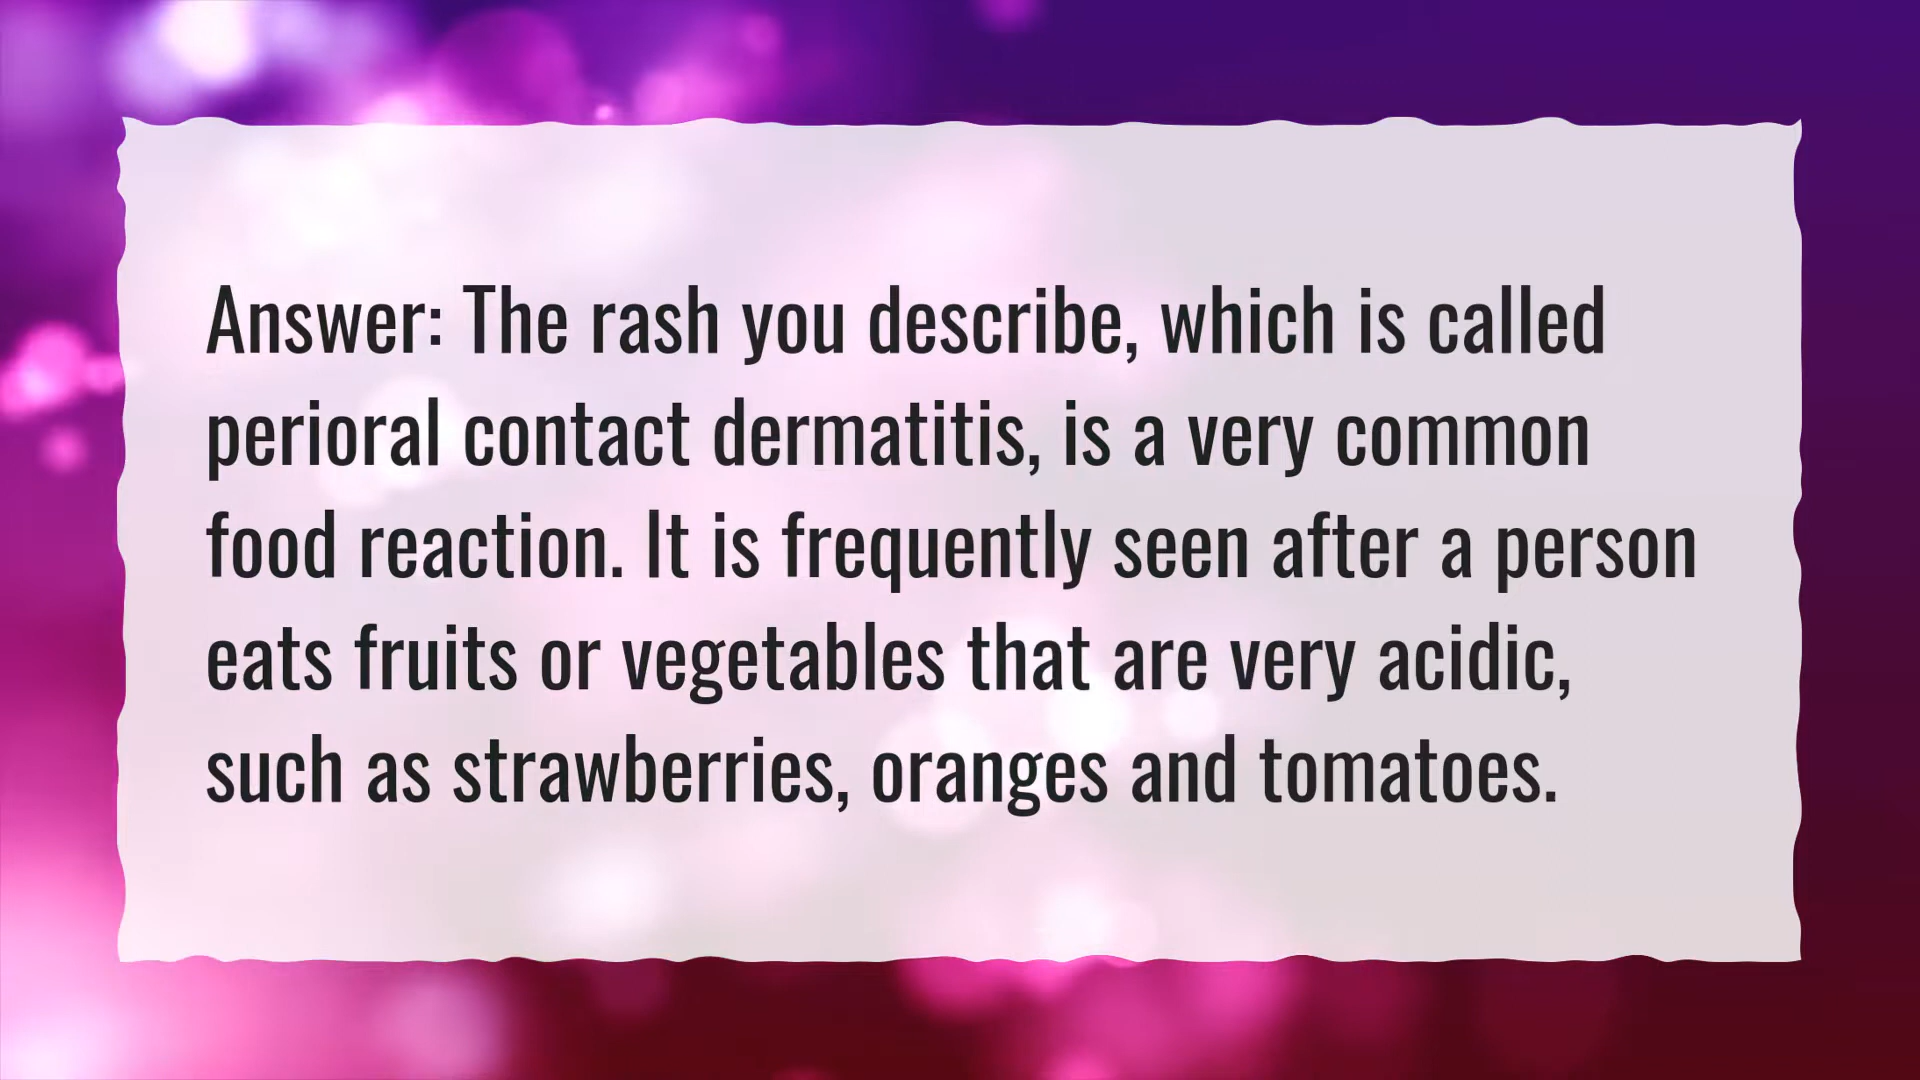 Answer: The rash you describe, which is called
perioral contact dermatitis, is a very common
food reaction. It is frequently seen after a person
eats fruits or vegetables that are very acidic,
such as strawberries, oranges and tomatoes.